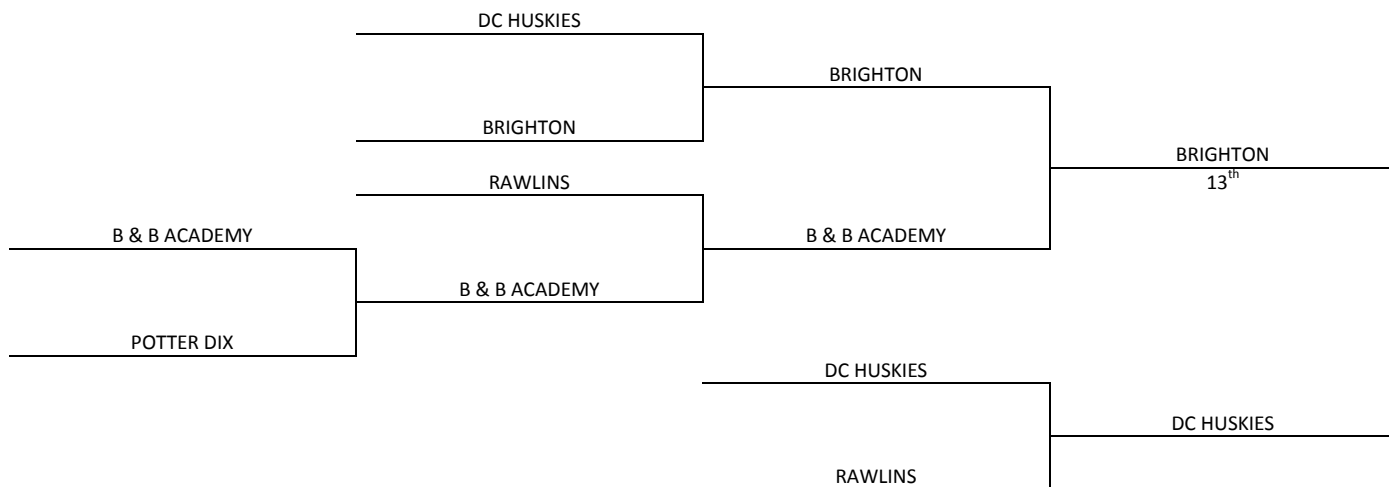 DC HUSKIES
BRIGHTON
BRIGHTON
BRIGHTON
13th
RAWLINS
B & B ACADEMY
B & B ACADEMY
B & B ACADEMY
POTTER DIX
DC HUSKIES
DC HUSKIES
RAWLINS